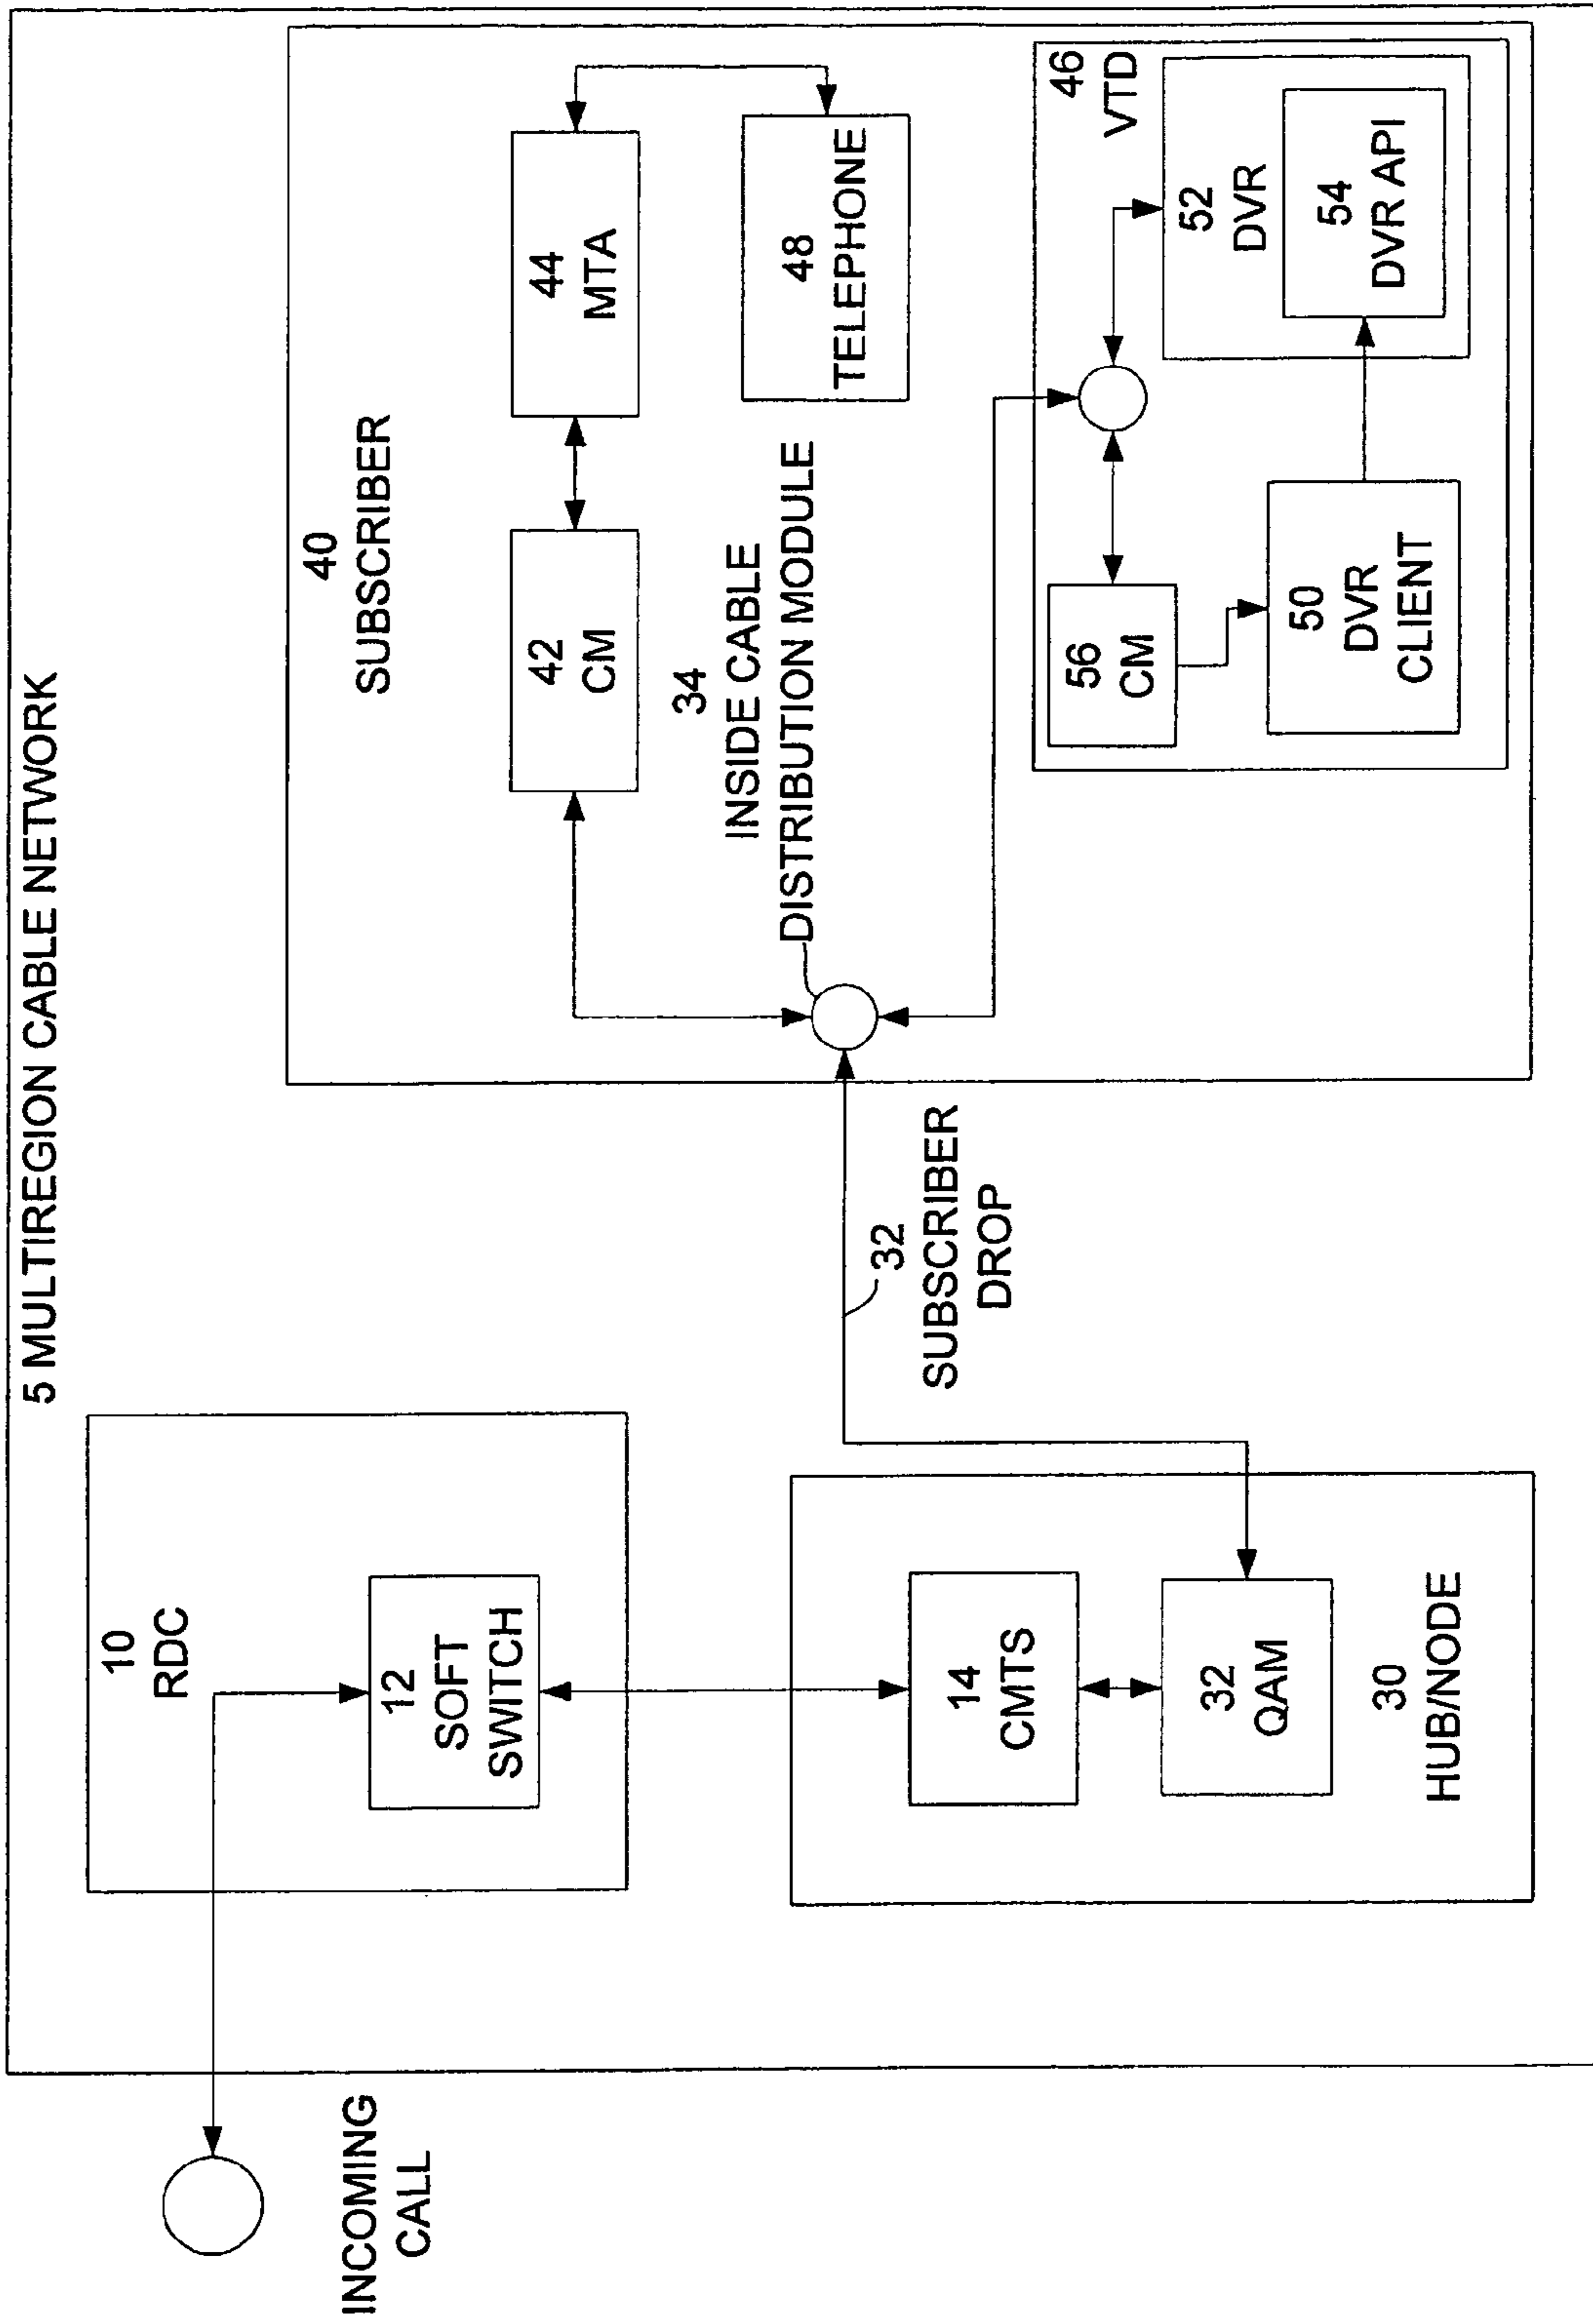 5 MULTIREGION CABLE NETWORK
INCOMING
CALL
10
RDC
12
SOFT
SWITCH
14
CMTS
32
QAM
30
HUB/NODE
32
SUBSCRIBER
DROP
40
SUBSCRIBER
42
CM
44
MTA
34
INSIDE CABLE
DISTRIBUTION MODULE
48
TELEPHONE
46
VTD
56
CM
50
DVR
CLIENT
52
DVR
54
DVR API